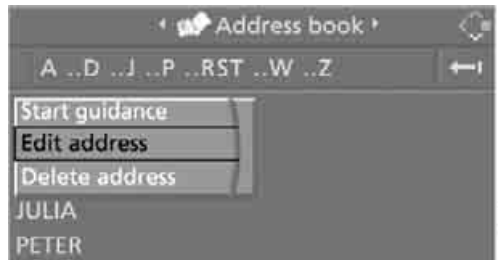 Address book
A ..D ..J ..P ..RST ..W ..Z
Start guidance
Edit address
Delete address
JULIA
PETER